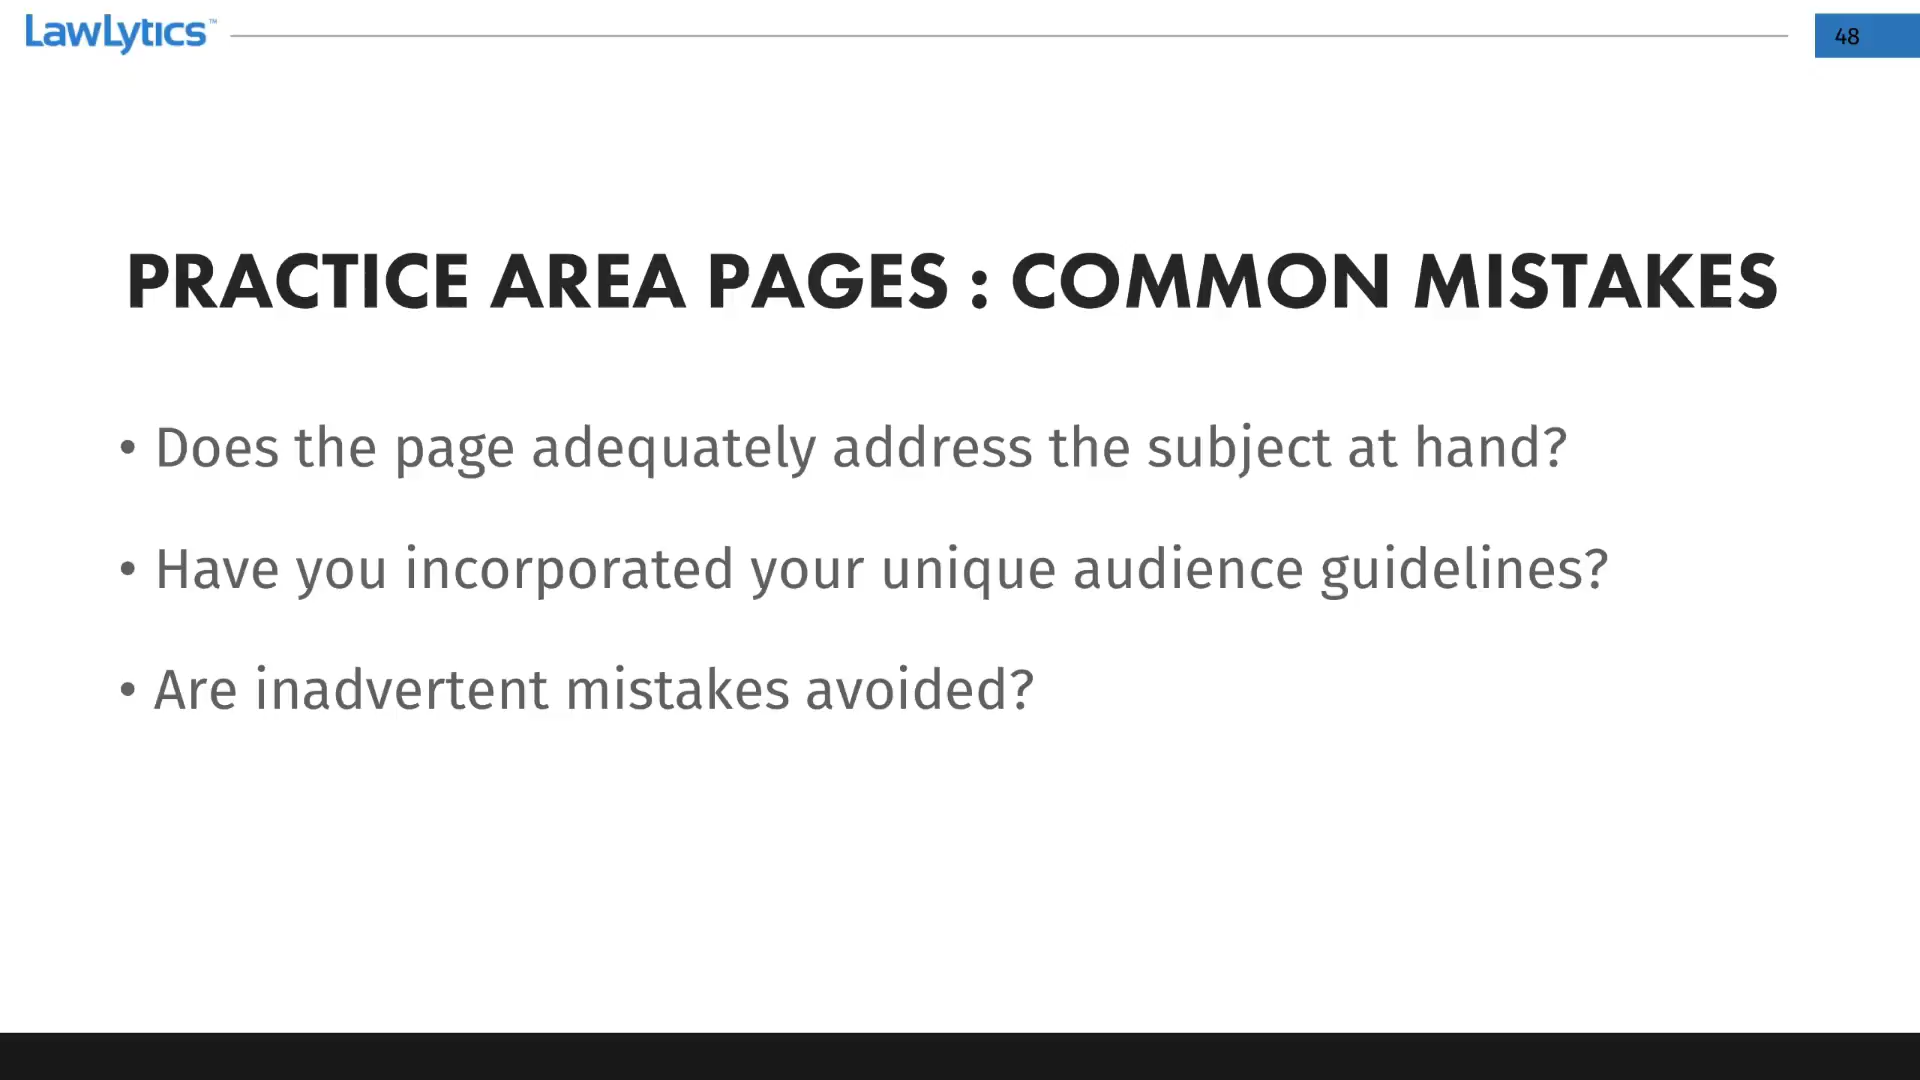 LawLytics™
48
PRACTICE AREA PAGES : COMMON MISTAKES
• Does the page adequately address the subject at hand?
• Have you incorporated your unique audience guidelines?
• Are inadvertent mistakes avoided?